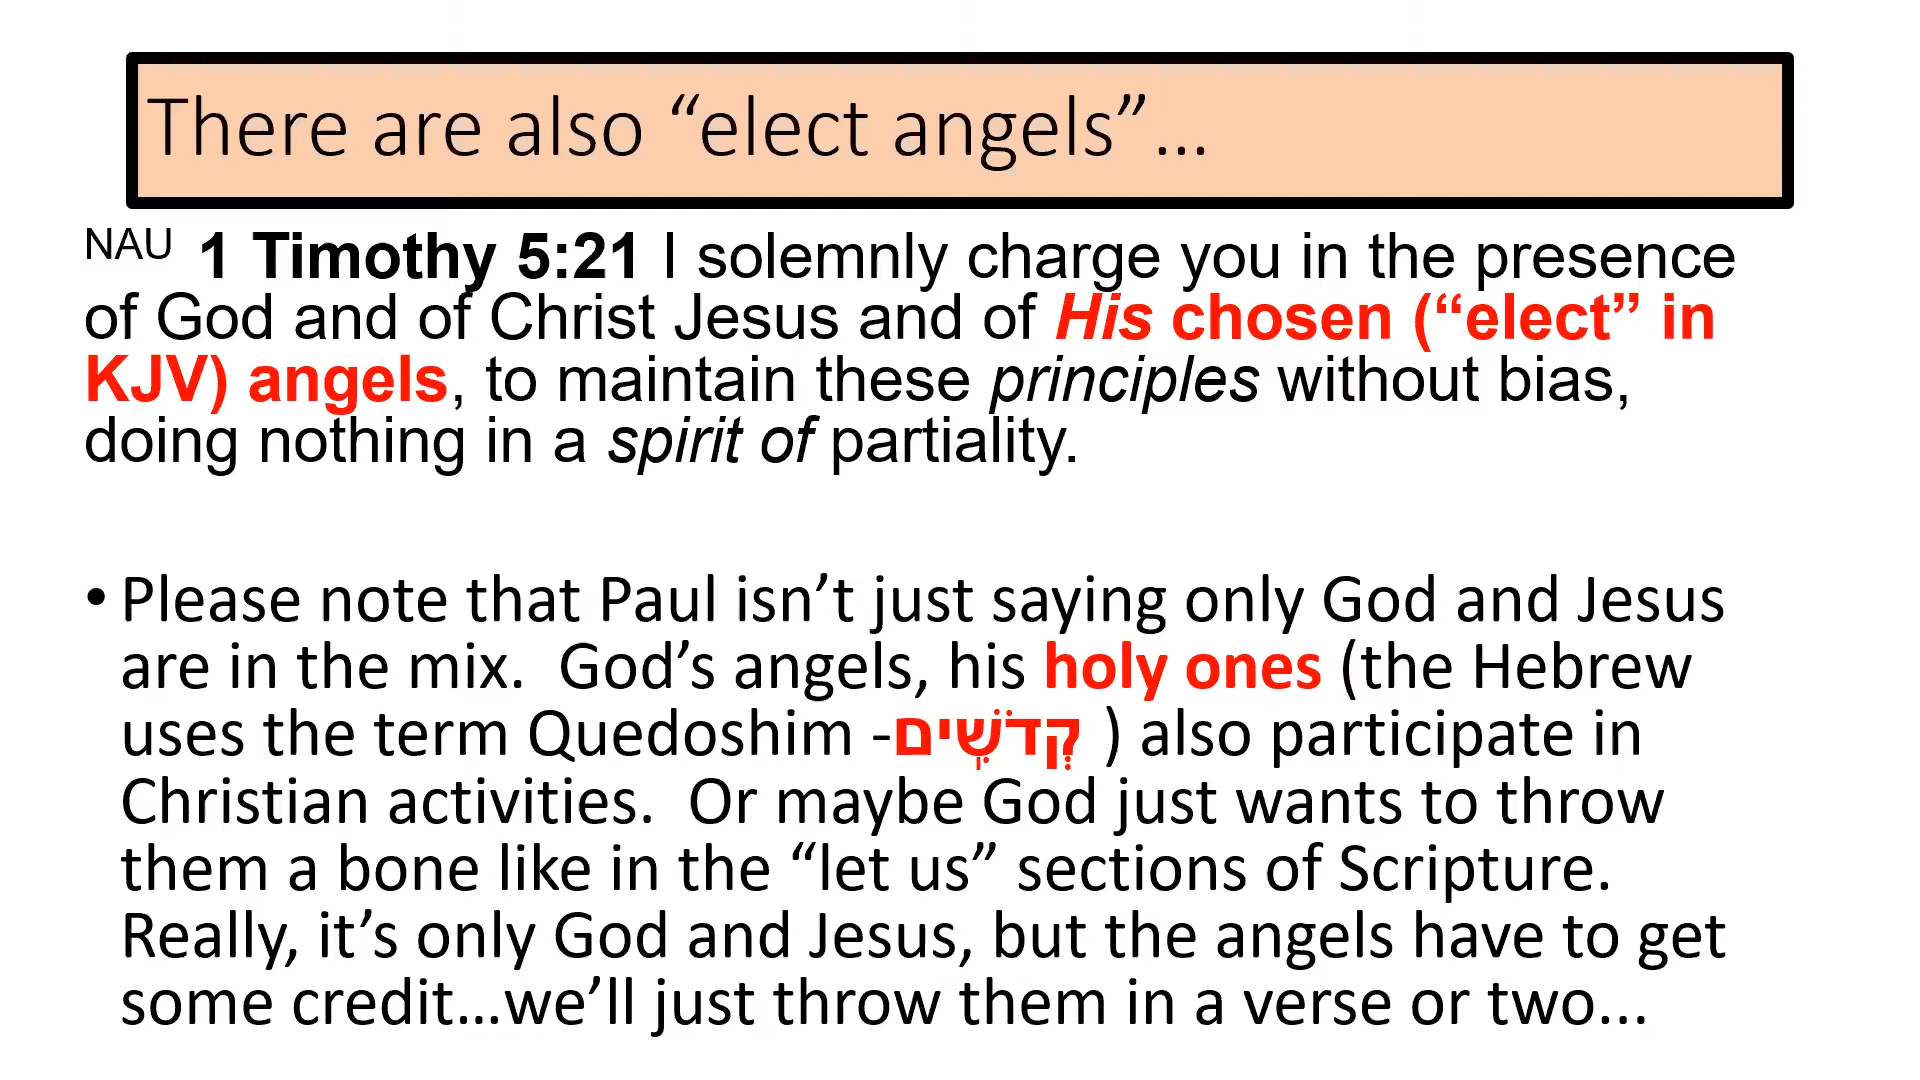 There are also “elect angels”…
NAU 1 Timothy 5:21 I solemnly charge you in the presence
of God and of Christ Jesus and of His chosen (“elect” in
KJV) angels, to maintain these principles without bias,
doing nothing in a spirit of partiality.
• Please note that Paul isn’t just saying only God and Jesus
are in the mix.  God’s angels, his holy ones (the Hebrew
uses the term Quedoshim -קְדֹשִׁ֤ים ) also participate in
Christian activities.  Or maybe God just wants to throw
them a bone like in the “let us” sections of Scripture.
Really, it’s only God and Jesus, but the angels have to get
some credit…we’ll just throw them in a verse or two...